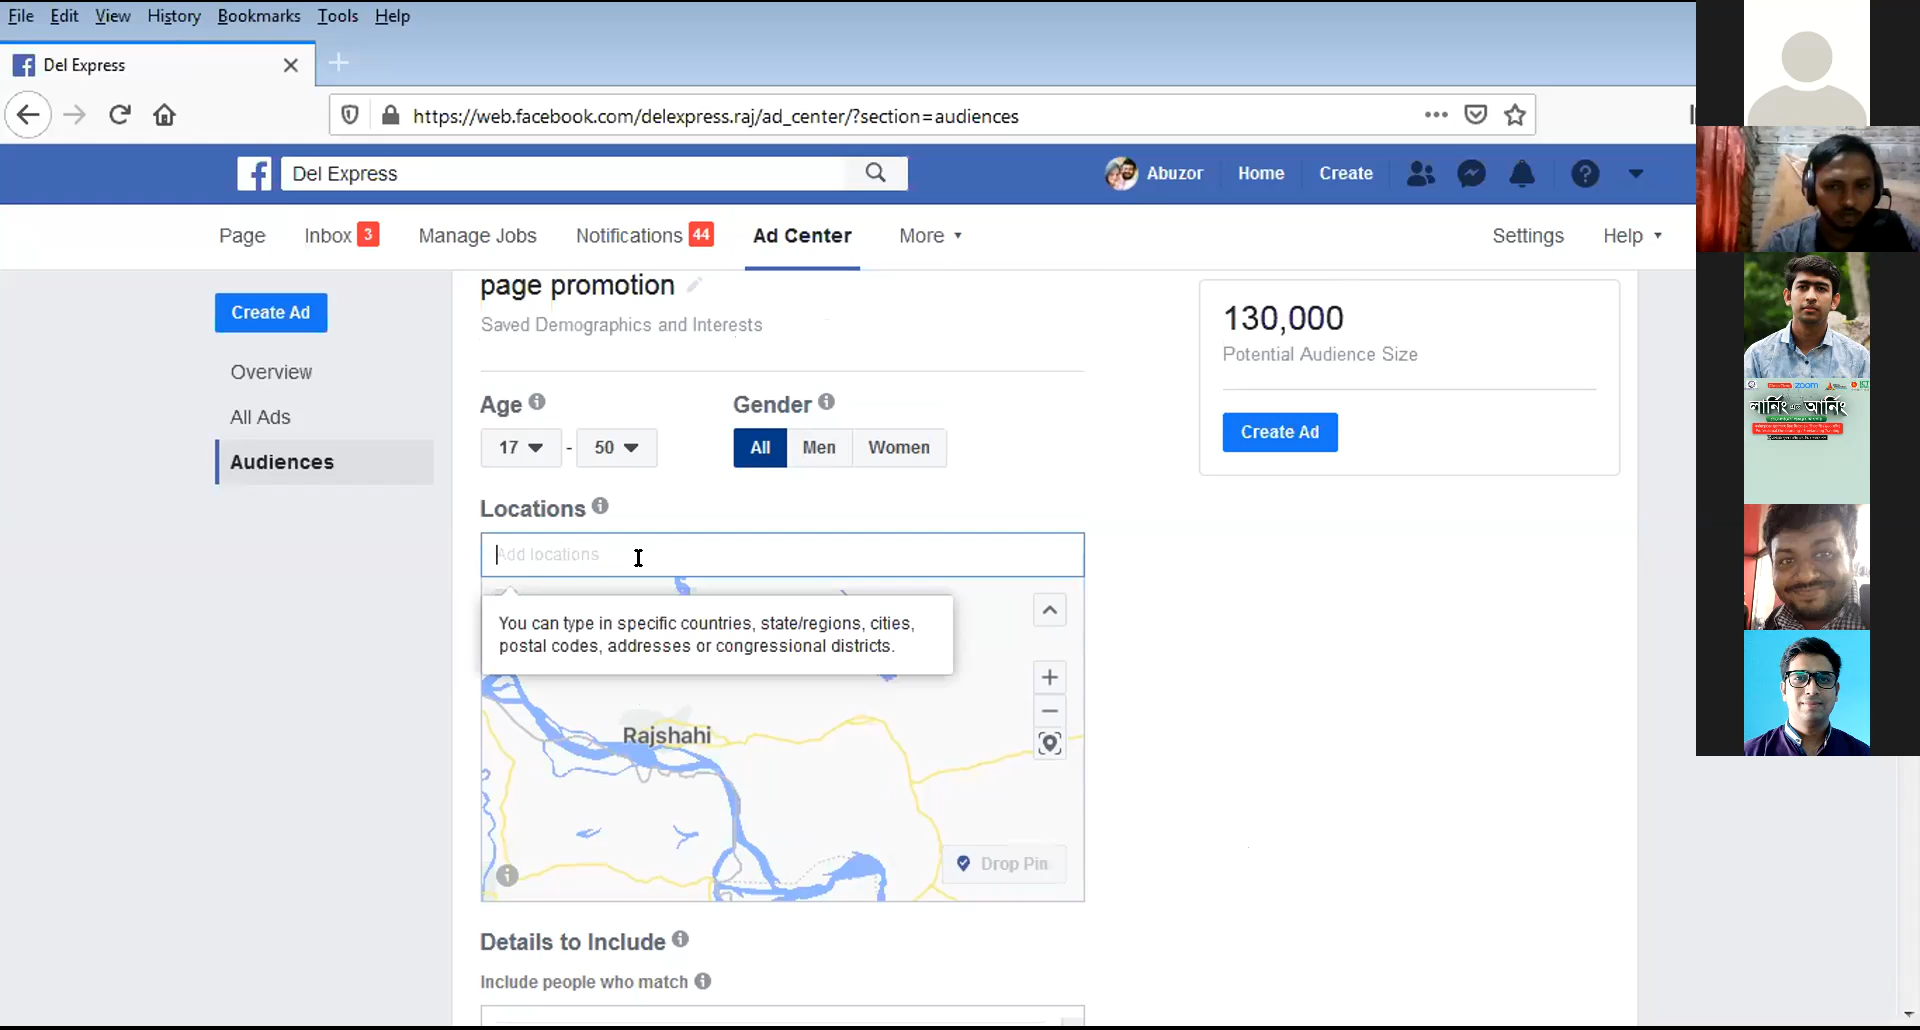 File Edit View History Bookmarks Tools Help
Del Express
https://web.facebook.com/delexpress.raj/ad_center/?section=audiences
Del Express
Abuzor Home Create
Page Inbox 3 Manage Jobs Notifications 44 Ad Center More Settings Help
Create Ad
Overview
All Ads
Audiences
page promotion
Saved Demographics and Interests
Age
17 - 50
Gender
All Men Women
Locations
Add locations
You can type in specific countries, state/regions, cities,
postal codes, addresses or congressional districts.
Rajshahi
Drop Pin
Details to Include
Include people who match
130,000
Potential Audience Size
Create Ad
zoom
লার্নিং এন্ড আর্নিং